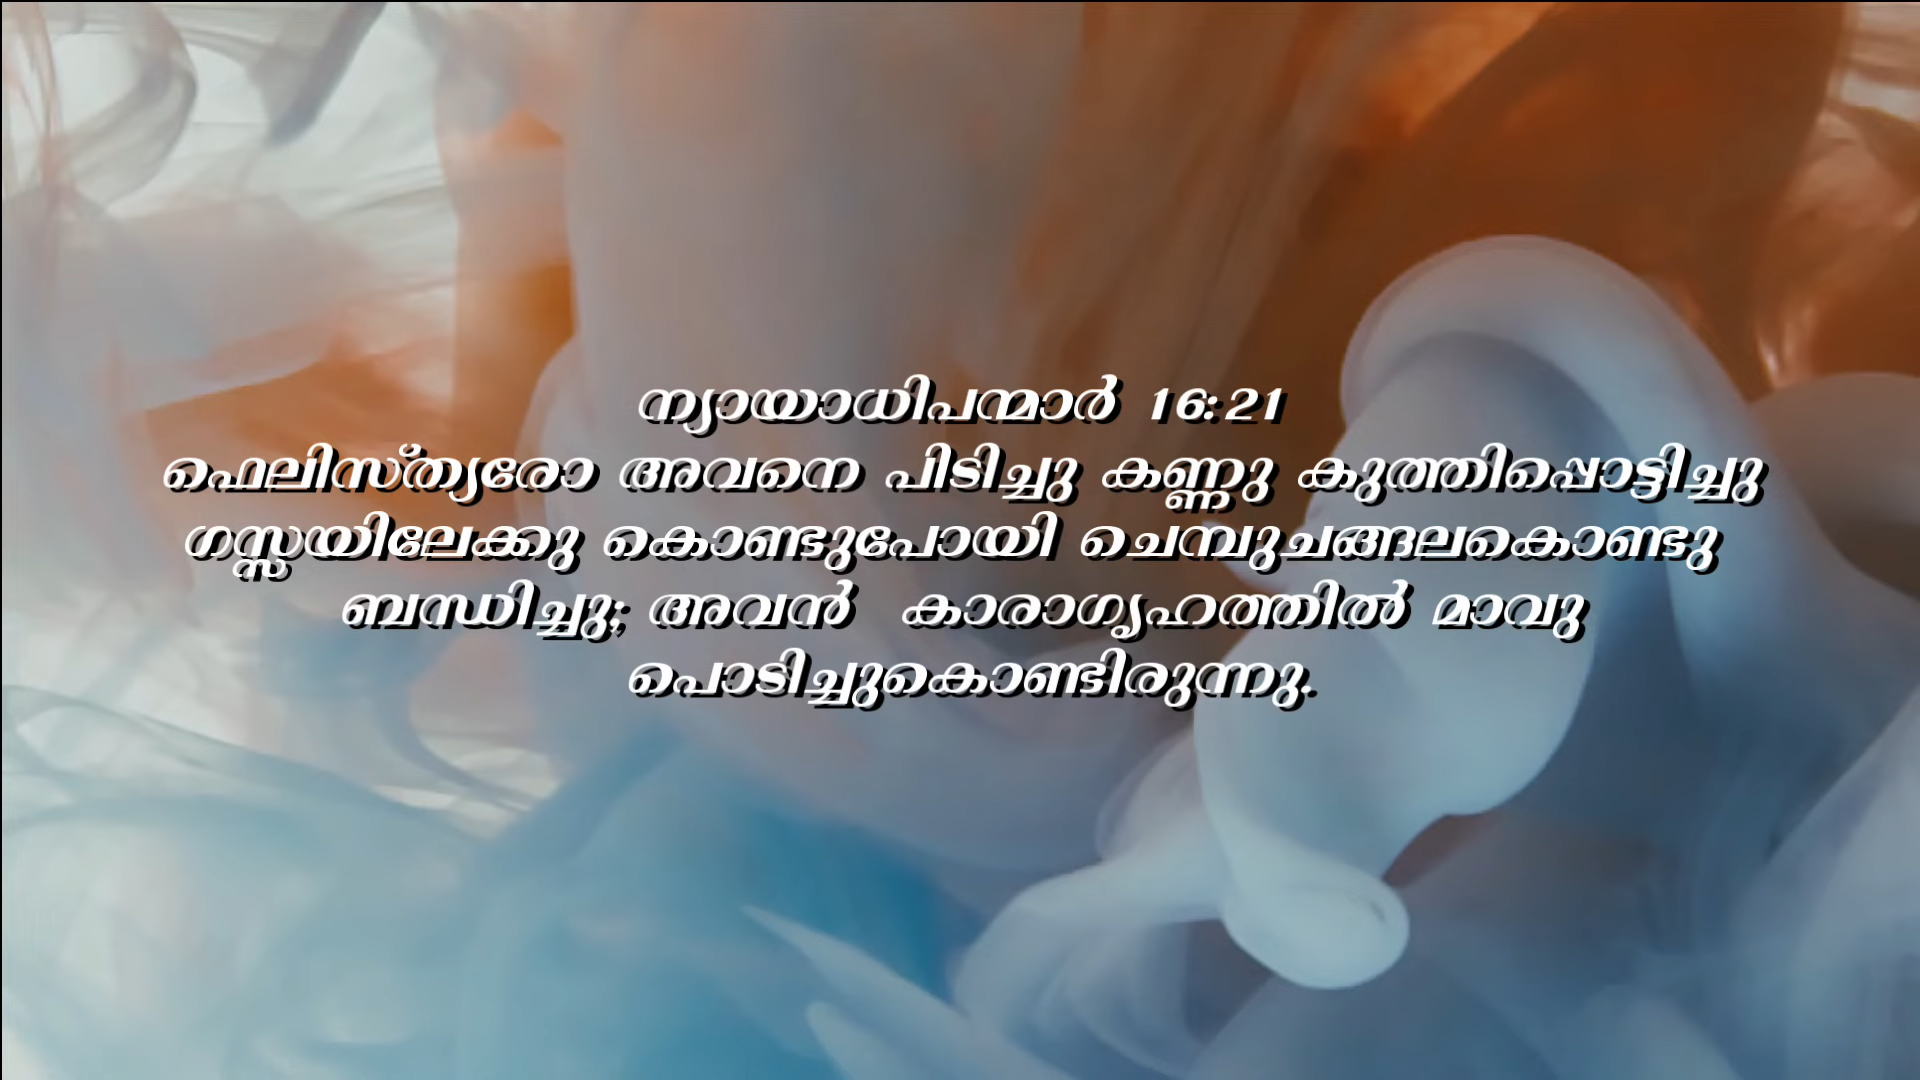 ന്യായാധിപന്മാർ 16:21
ഫെലിസ്ത്യരോ അവനെ പിടിച്ചു കണ്ണു കുത്തിപ്പൊട്ടിച്ചു
ഗസ്സയിലേക്കു കൊണ്ടുപോയി ചെമ്പുചങ്ങലകൊണ്ടു
ബന്ധിച്ചു; അവൻ കാരാഗൃഹത്തിൽ മാവു
പൊടിച്ചുകൊണ്ടിരുന്നു.